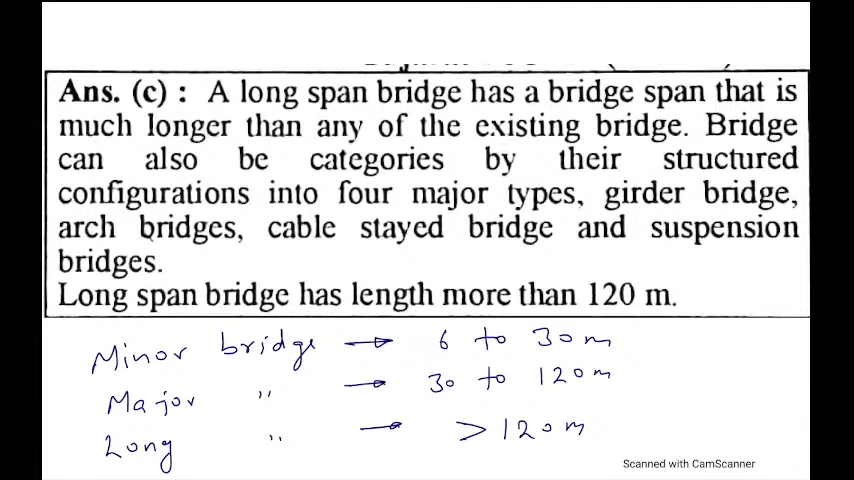 Ans. (c) : A long span bridge has a bridge span that is
much longer than any of the existing bridge. Bridge
can also be categories by their structured
configurations into four major types, girder bridge,
arch bridges, cable stayed bridge and suspension
bridges.
Long span bridge has length more than 120 m.
Minor bridge → 6 to 30m
Major " → 30 to 120m
Long " → >120m
Scanned with CamScanner